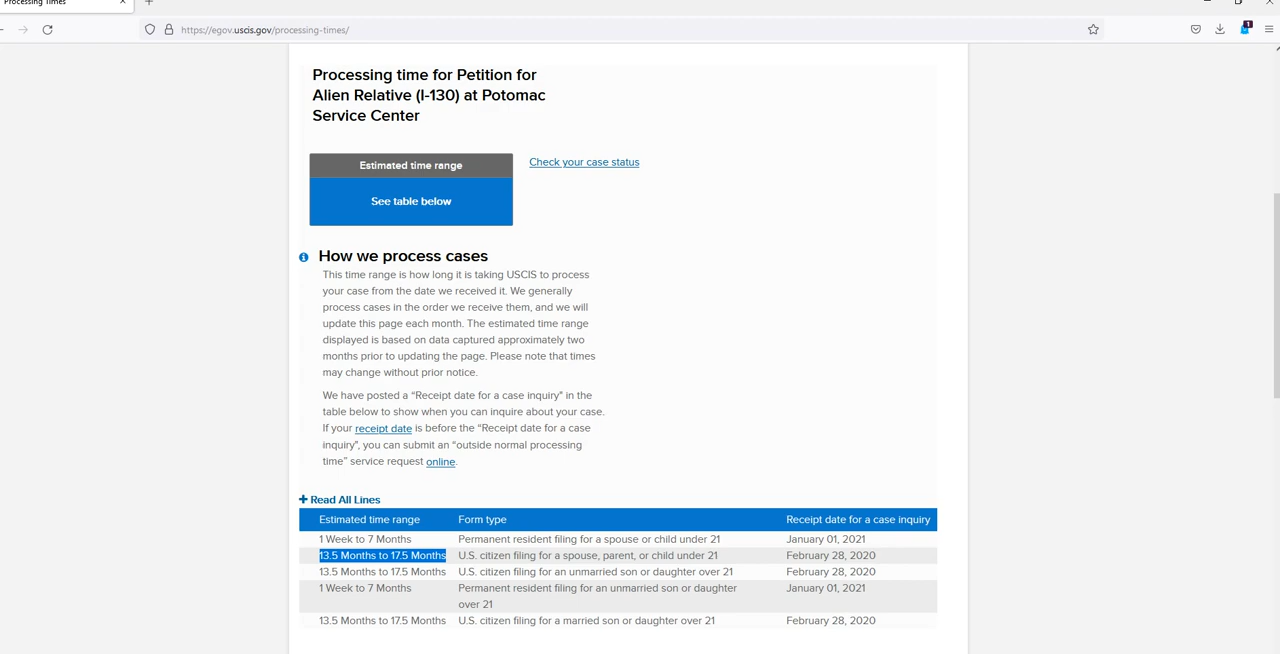 Processing Times
https://egov.uscis.gov/processing-times/
1
Processing time for Petition for
Alien Relative (I-130) at Potomac
Service Center
Estimated time range
Check your case status
See table below
How we process cases
This time range is how long it is taking USCIS to process
your case from the date we received it. We generally
process cases in the order we receive them, and we will
update this page each month. The estimated time range
displayed is based on data captured approximately two
months prior to updating the page. Please note that times
may change without prior notice.
We have posted a “Receipt date for a case inquiry" in the
table below to show when you can inquire about your case.
If your receipt date is before the “Receipt date for a case
inquiry", you can submit an “outside normal processing
time” service request online.
Read All Lines
Estimated time range Form type Receipt date for a case inquiry
1 Week to 7 Months Permanent resident filing for a spouse or child under 21 January 01, 2021
13.5 Months to 17.5 Months U.S. citizen filing for a spouse, parent, or child under 21 February 28, 2020
13.5 Months to 17.5 Months U.S. citizen filing for an unmarried son or daughter over 21 February 28, 2020
1 Week to 7 Months Permanent resident filing for an unmarried son or daughter January 01, 2021
over 21
13.5 Months to 17.5 Months U.S. citizen filing for a married son or daughter over 21 February 28, 2020